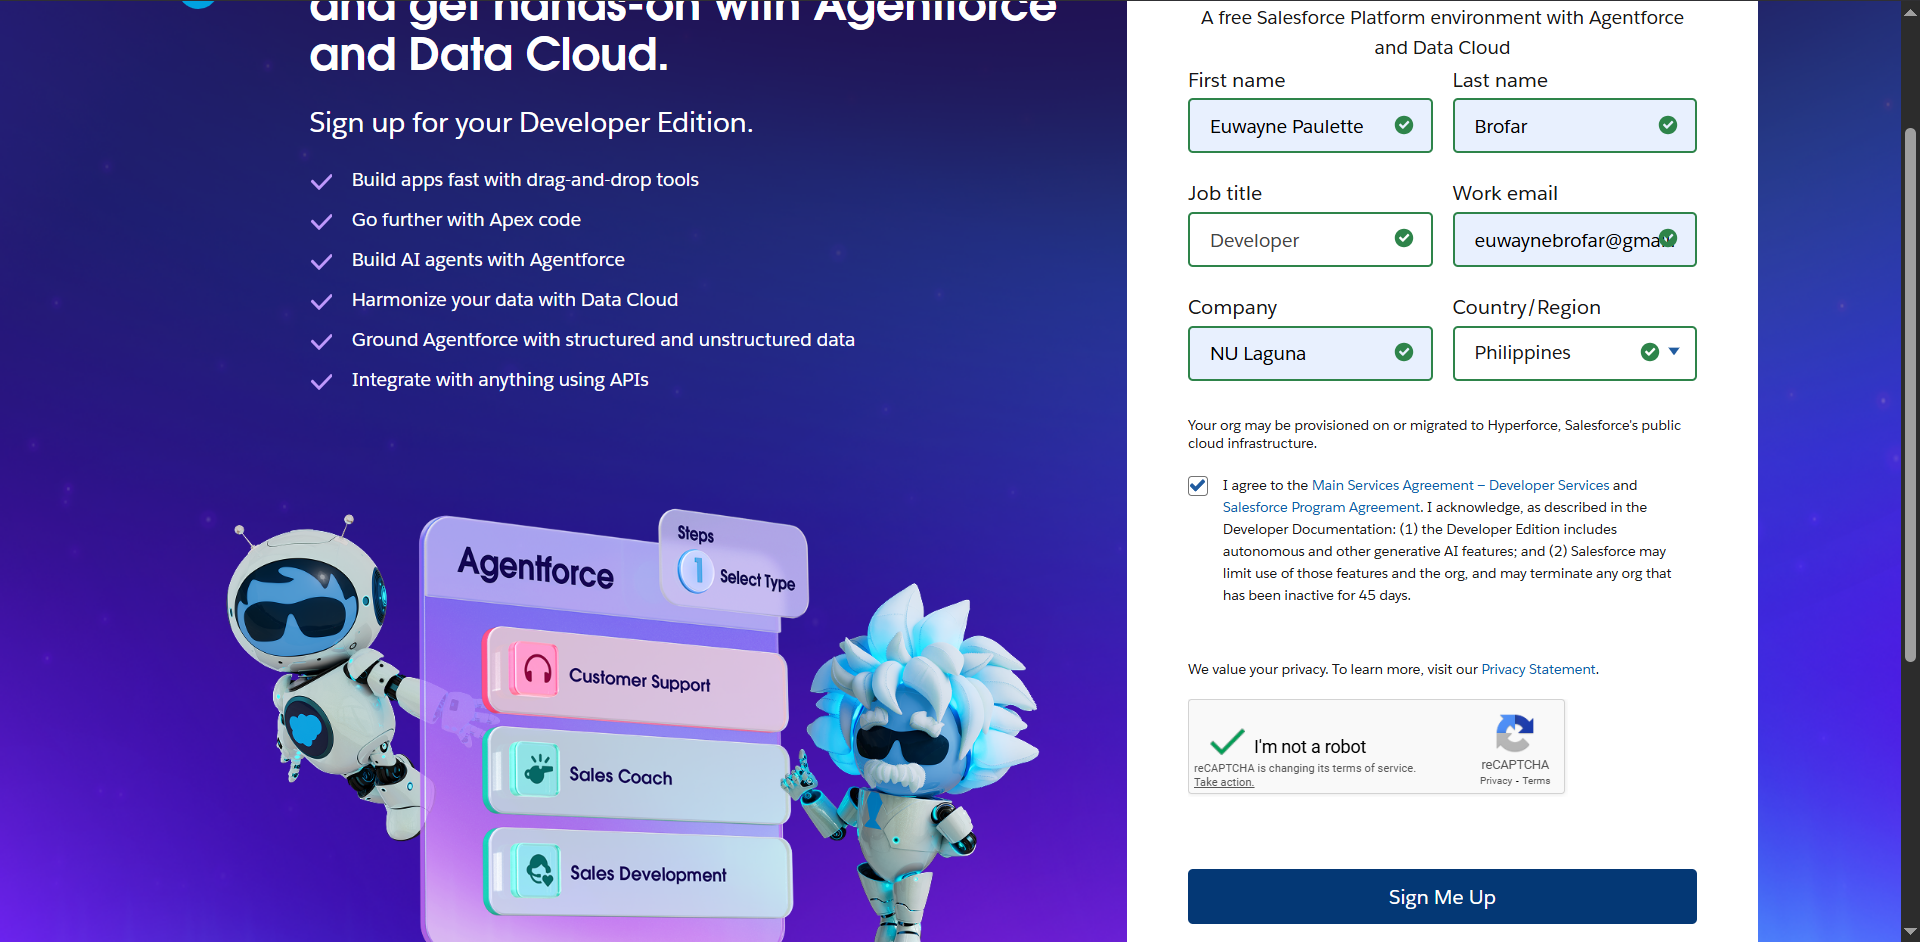 and get hands-on with Agentforce
and Data Cloud.
Sign up for your Developer Edition.
Build apps fast with drag-and-drop tools
Go further with Apex code
Build AI agents with Agentforce
Harmonize your data with Data Cloud
Ground Agentforce with structured and unstructured data
Integrate with anything using APIs
Agentforce
Steps
1 Select Type
Customer Support
Sales Coach
Sales Development
A free Salesforce Platform environment with Agentforce
and Data Cloud
First name
Last name
Euwayne Paulette
Brofar
Job title
Work email
Developer
euwaynebrofar@gmail.
Company
Country/Region
NU Laguna
Philippines
Your org may be provisioned on or migrated to Hyperforce, Salesforce's public
cloud infrastructure.
I agree to the Main Services Agreement – Developer Services and
Salesforce Program Agreement. I acknowledge, as described in the
Developer Documentation: (1) the Developer Edition includes
autonomous and other generative AI features; and (2) Salesforce may
limit use of those features and the org, and may terminate any org that
has been inactive for 45 days.
We value your privacy. To learn more, visit our Privacy Statement.
I'm not a robot
reCAPTCHA is changing its terms of service.
Take action.
reCAPTCHA
Privacy - Terms
Sign Me Up